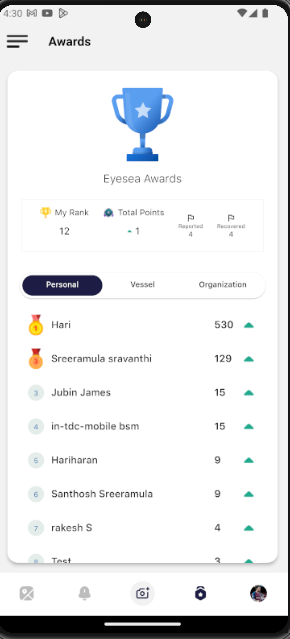 4:30
Awards
Eyesea Awards
My Rank
Total Points
12
1
Reported
4
Recovered
4
Personal
Vessel
Organization
1
Hari
530
3
Sreeramula sravanthi
129
3
Jubin James
15
4
in-tdc-mobile bsm
15
5
Hariharan
9
6
Santhosh Sreeramula
9
7
rakesh S
4
8
Test
3